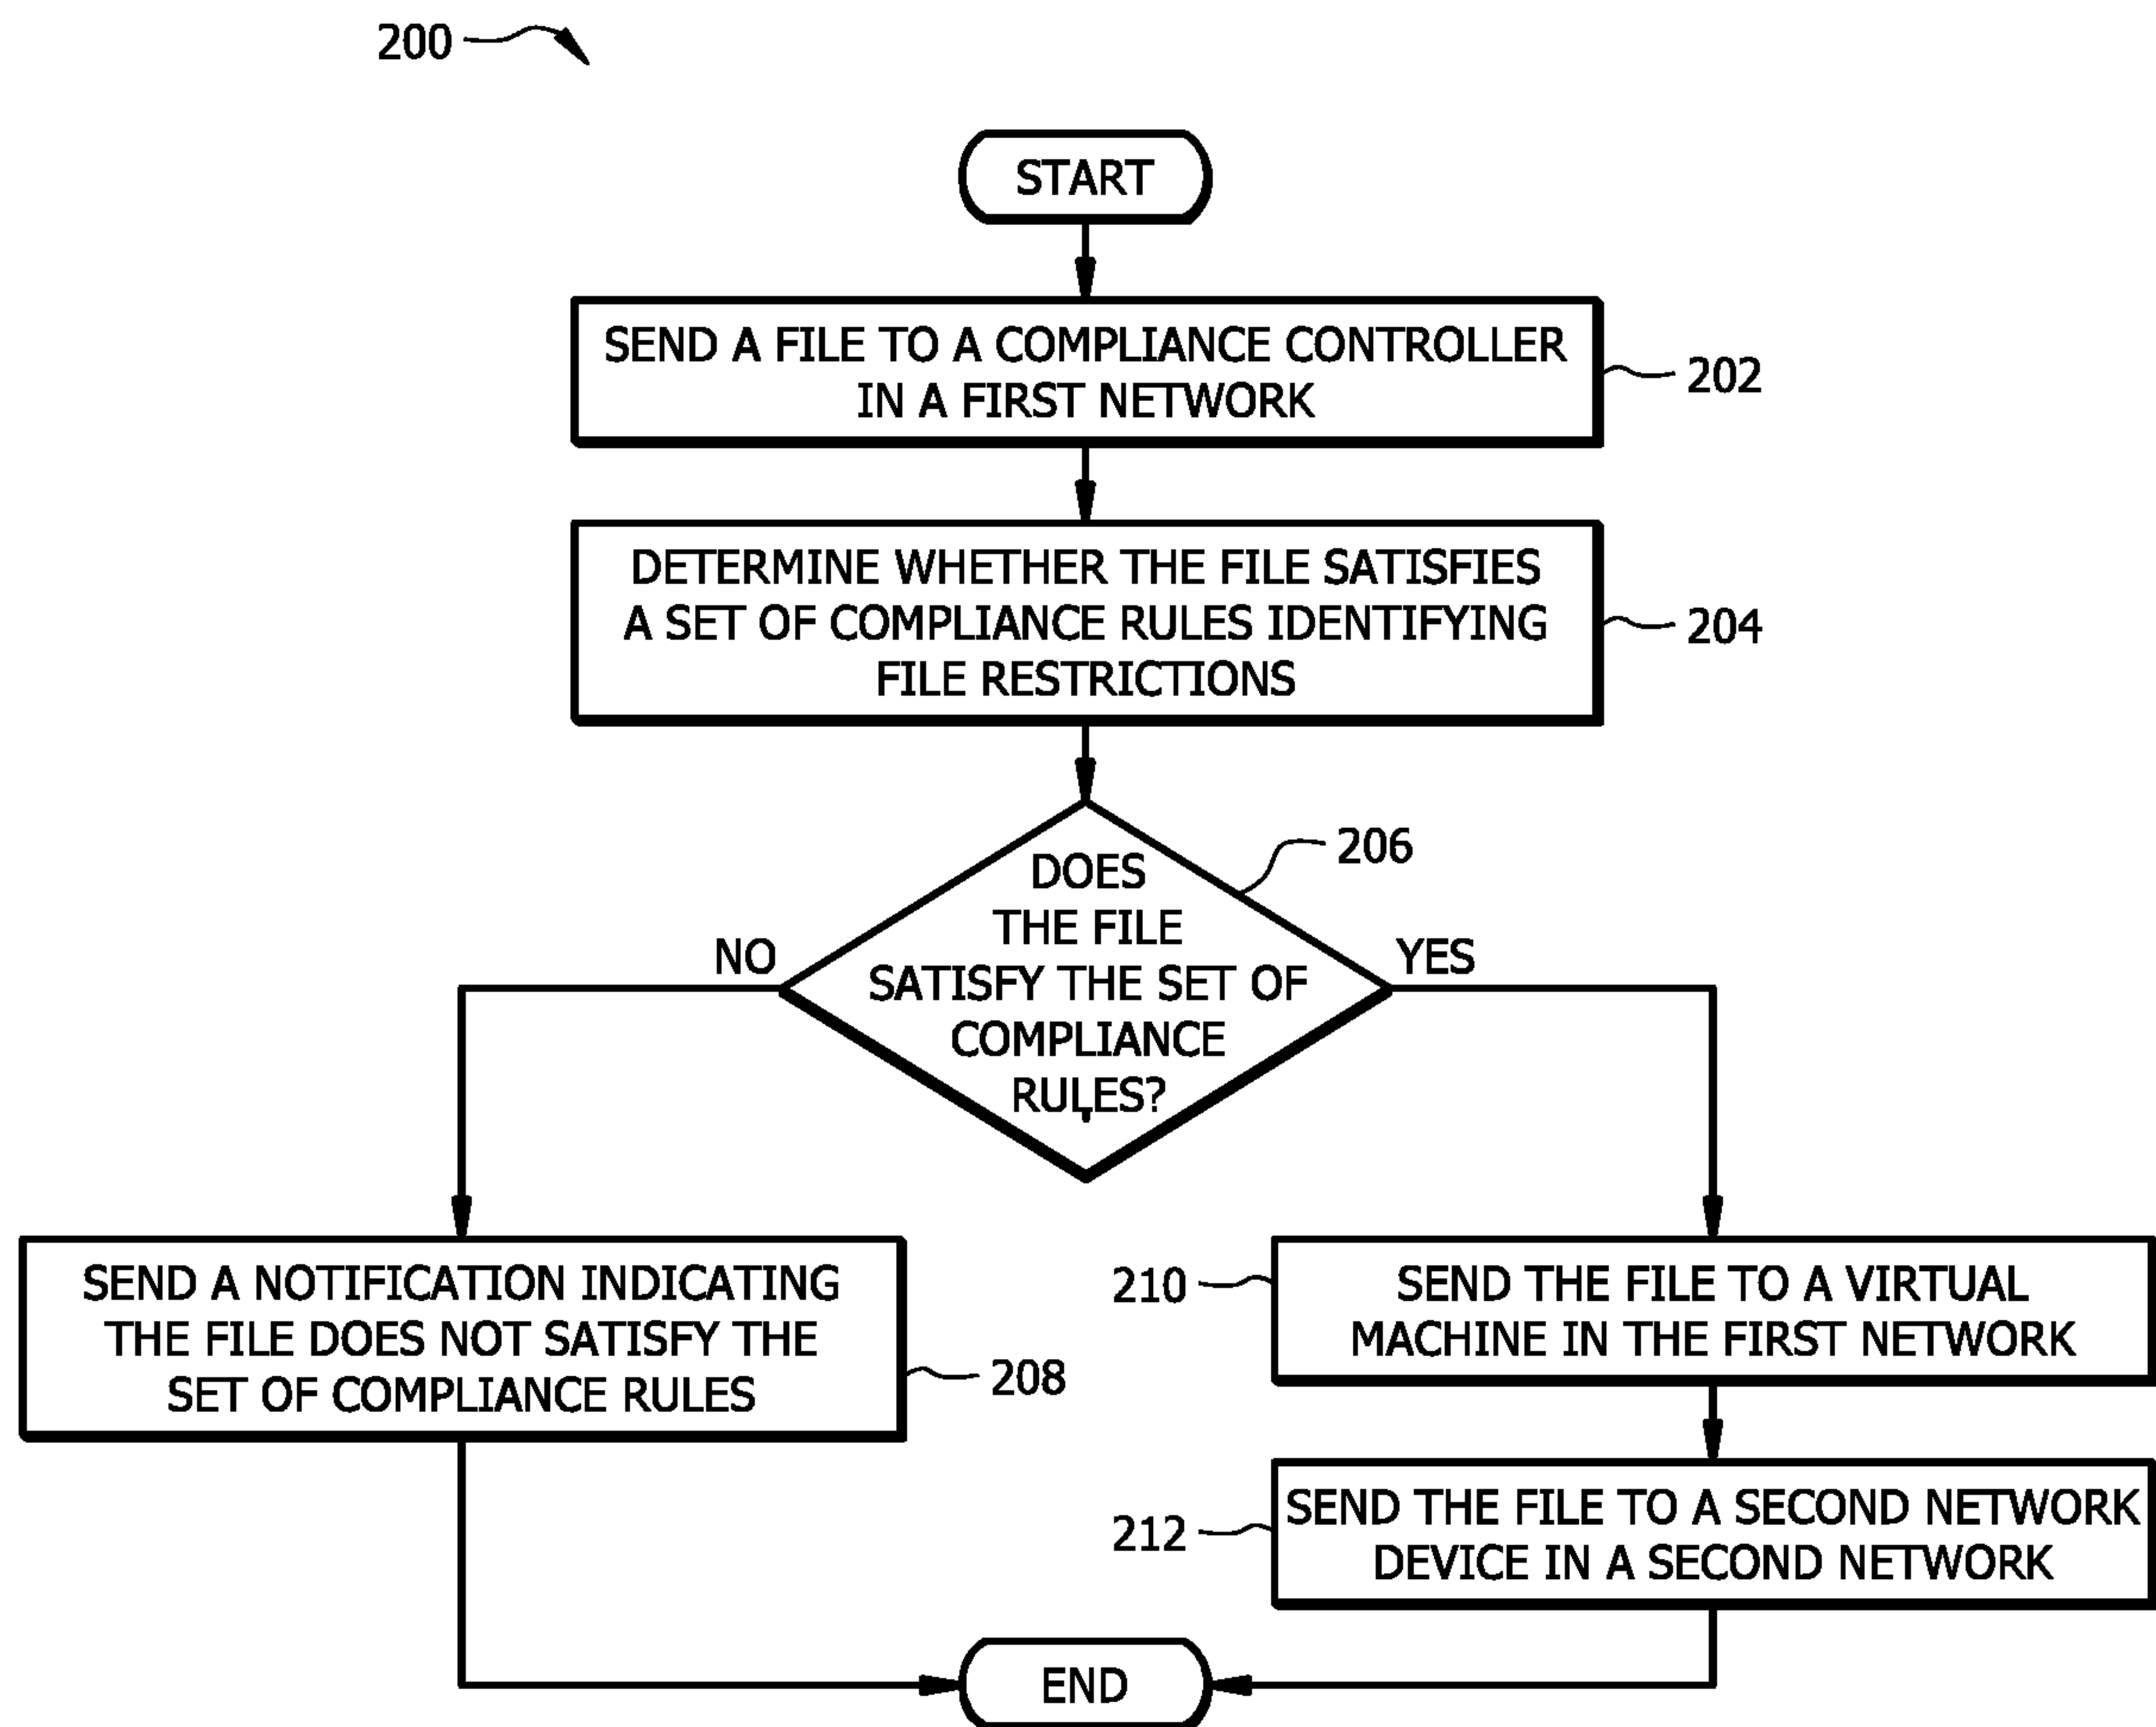 200
START
SEND A FILE TO A COMPLIANCE CONTROLLER
IN A FIRST NETWORK
202
DETERMINE WHETHER THE FILE SATISFIES
A SET OF COMPLIANCE RULES IDENTIFYING
FILE RESTRICTIONS
204
DOES
THE FILE
SATISFY THE SET OF
COMPLIANCE
RULES?
206
NO
YES
SEND A NOTIFICATION INDICATING
THE FILE DOES NOT SATISFY THE
SET OF COMPLIANCE RULES
208
210
SEND THE FILE TO A VIRTUAL
MACHINE IN THE FIRST NETWORK
212
SEND THE FILE TO A SECOND NETWORK
DEVICE IN A SECOND NETWORK
END